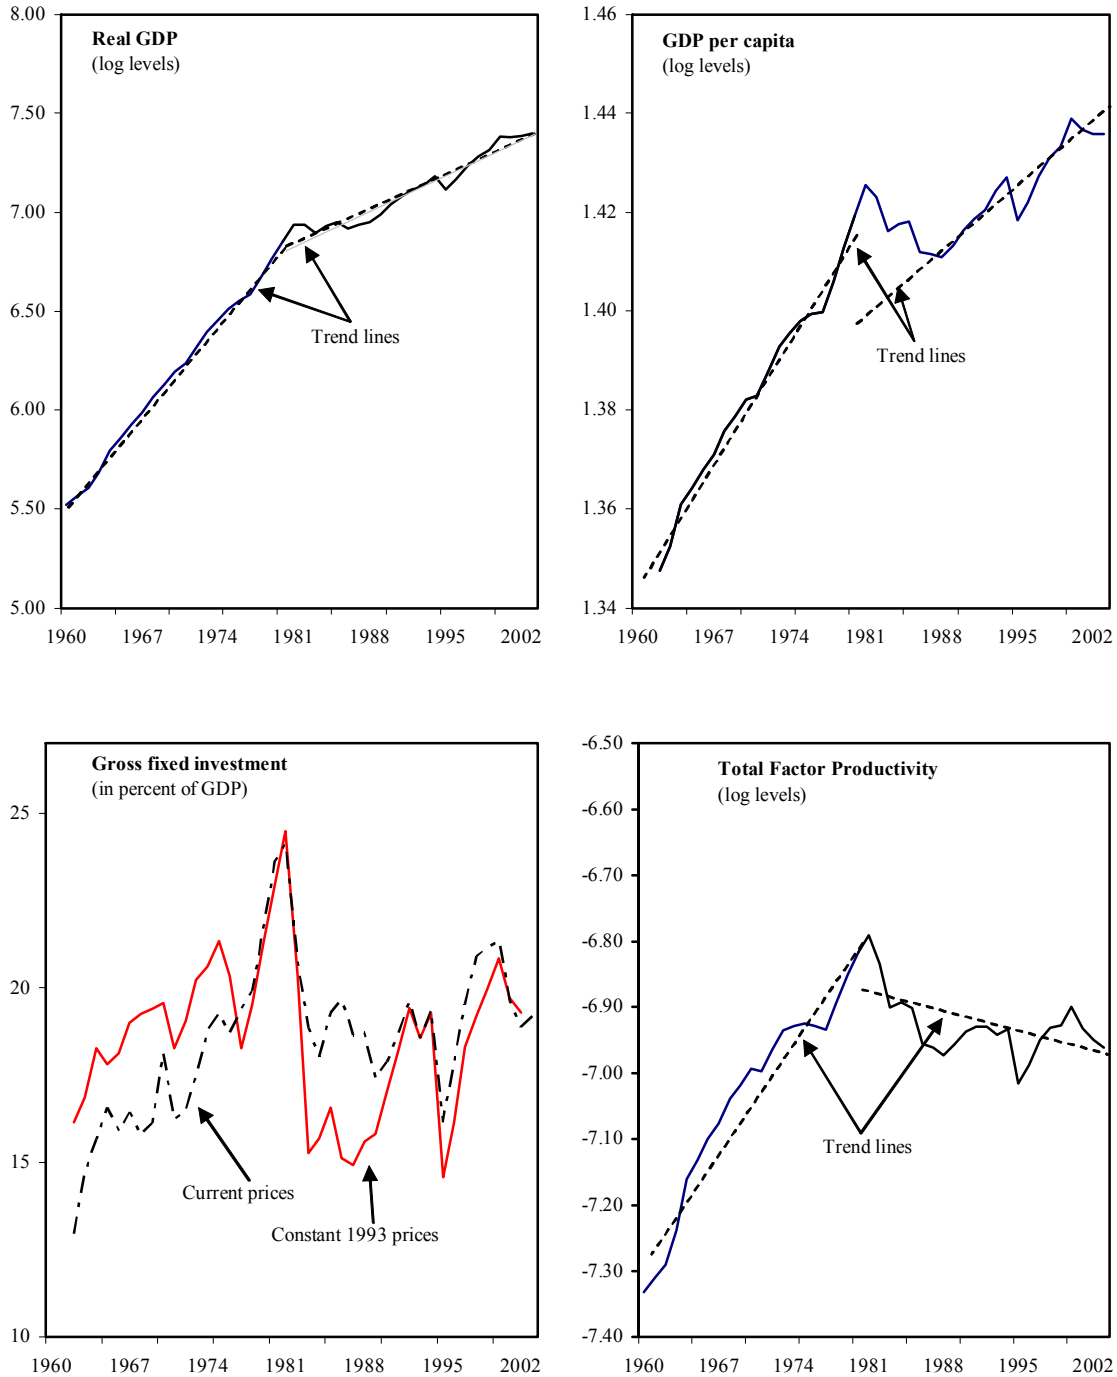 Real GDP
(log levels)
8.00
7.50
7.00
6.50
6.00
5.50
5.00
Trend lines
1960 1967 1974 1981 1988 1995 2002
GDP per capita
(log levels)
1.46
1.44
1.42
1.40
1.38
1.36
1.34
Trend lines
1960 1967 1974 1981 1988 1995 2002
Gross fixed investment
(in percent of GDP)
25
20
15
10
Current prices
Constant 1993 prices
1960 1967 1974 1981 1988 1995 2002
Total Factor Productivity
(log levels)
-6.50
-6.60
-6.70
-6.80
-6.90
-7.00
-7.10
-7.20
-7.30
-7.40
Trend lines
1960 1967 1974 1981 1988 1995 2002